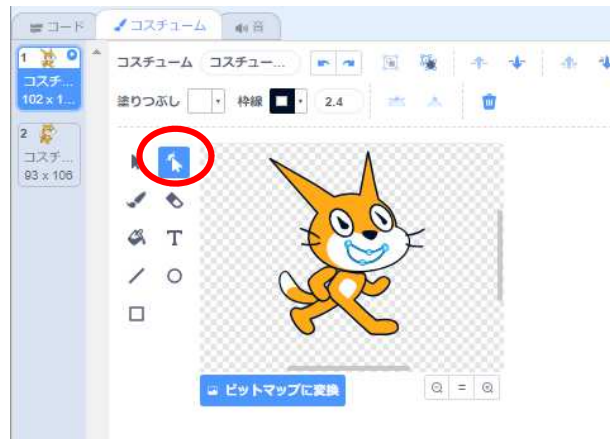 コード コスチューム 音
コスチューム コスチュー...
塗りつぶし 枠線 2.4
1
コスチ...
102 x 1...
2
コスチ...
93 x 106
T
ビットマップに変換
=